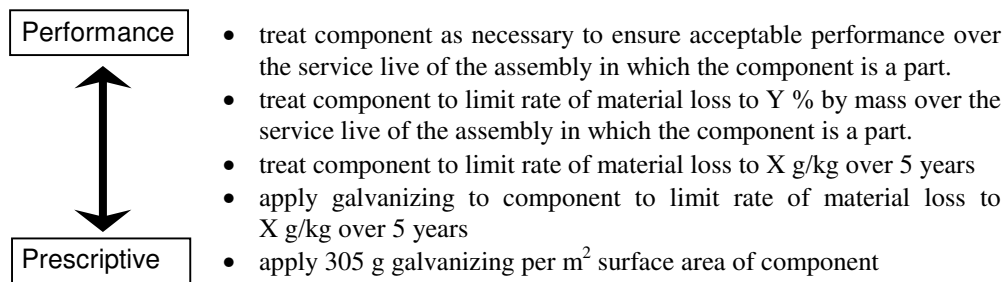 Performance
• treat component as necessary to ensure acceptable performance over
the service live of the assembly in which the component is a part.
• treat component to limit rate of material loss to Y % by mass over the
service live of the assembly in which the component is a part.
• treat component to limit rate of material loss to X g/kg over 5 years
• apply galvanizing to component to limit rate of material loss to
X g/kg over 5 years
Prescriptive
• apply 305 g galvanizing per m² surface area of component